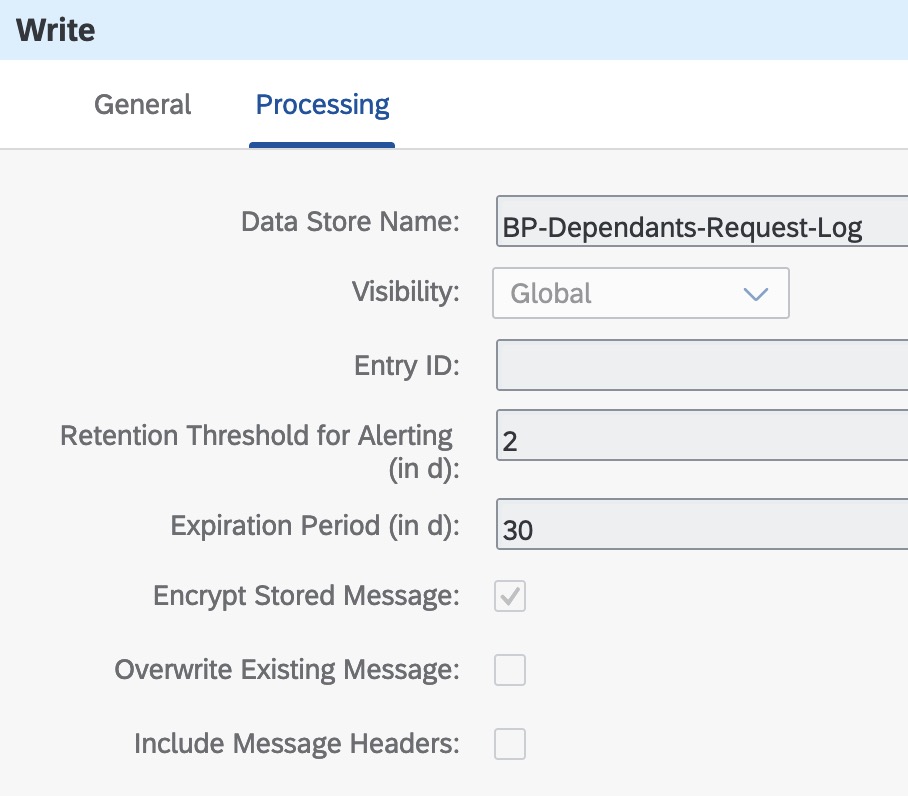 Write
General Processing
Data Store Name: BP-Dependants-Request-Log
Visibility: Global
Entry ID:
Retention Threshold for Alerting
(in d): 2
Expiration Period (in d): 30
Encrypt Stored Message:
Overwrite Existing Message:
Include Message Headers: